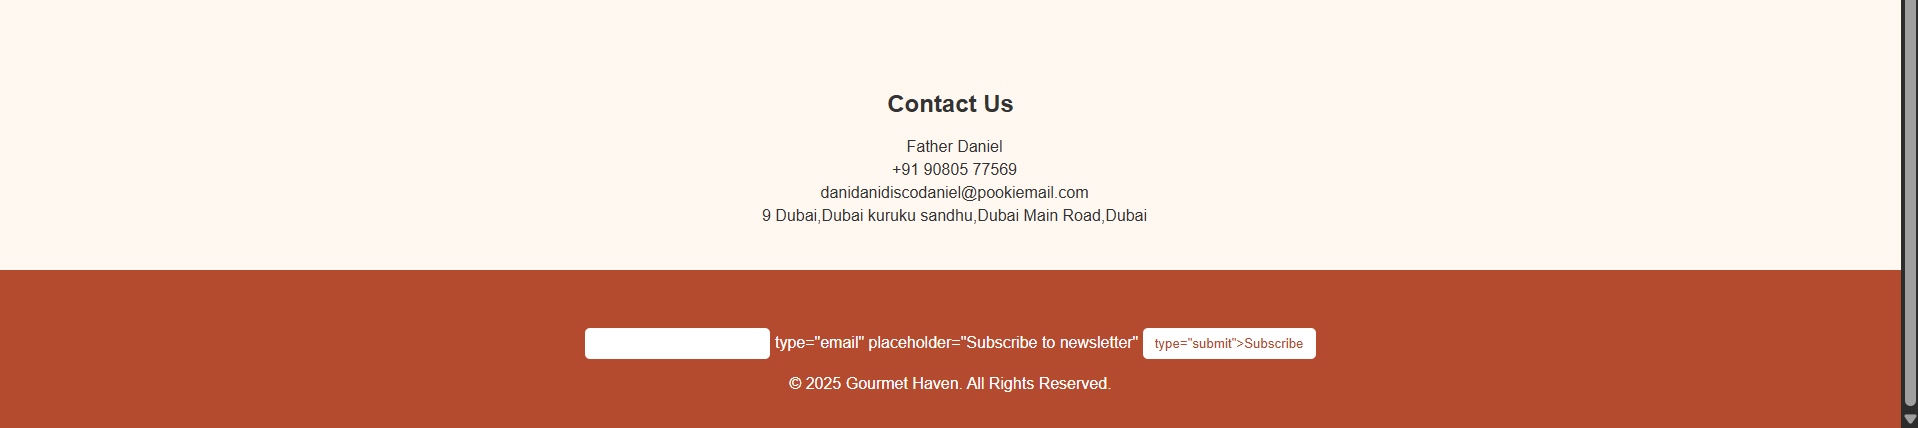 Contact Us
Father Daniel
+91 90805 77569
danidanidiscodaniel@pookiemail.com
9 Dubai,Dubai kuruku sandhu,Dubai Main Road,Dubai
type="email" placeholder="Subscribe to newsletter" type="submit">Subscribe
© 2025 Gourmet Haven. All Rights Reserved.